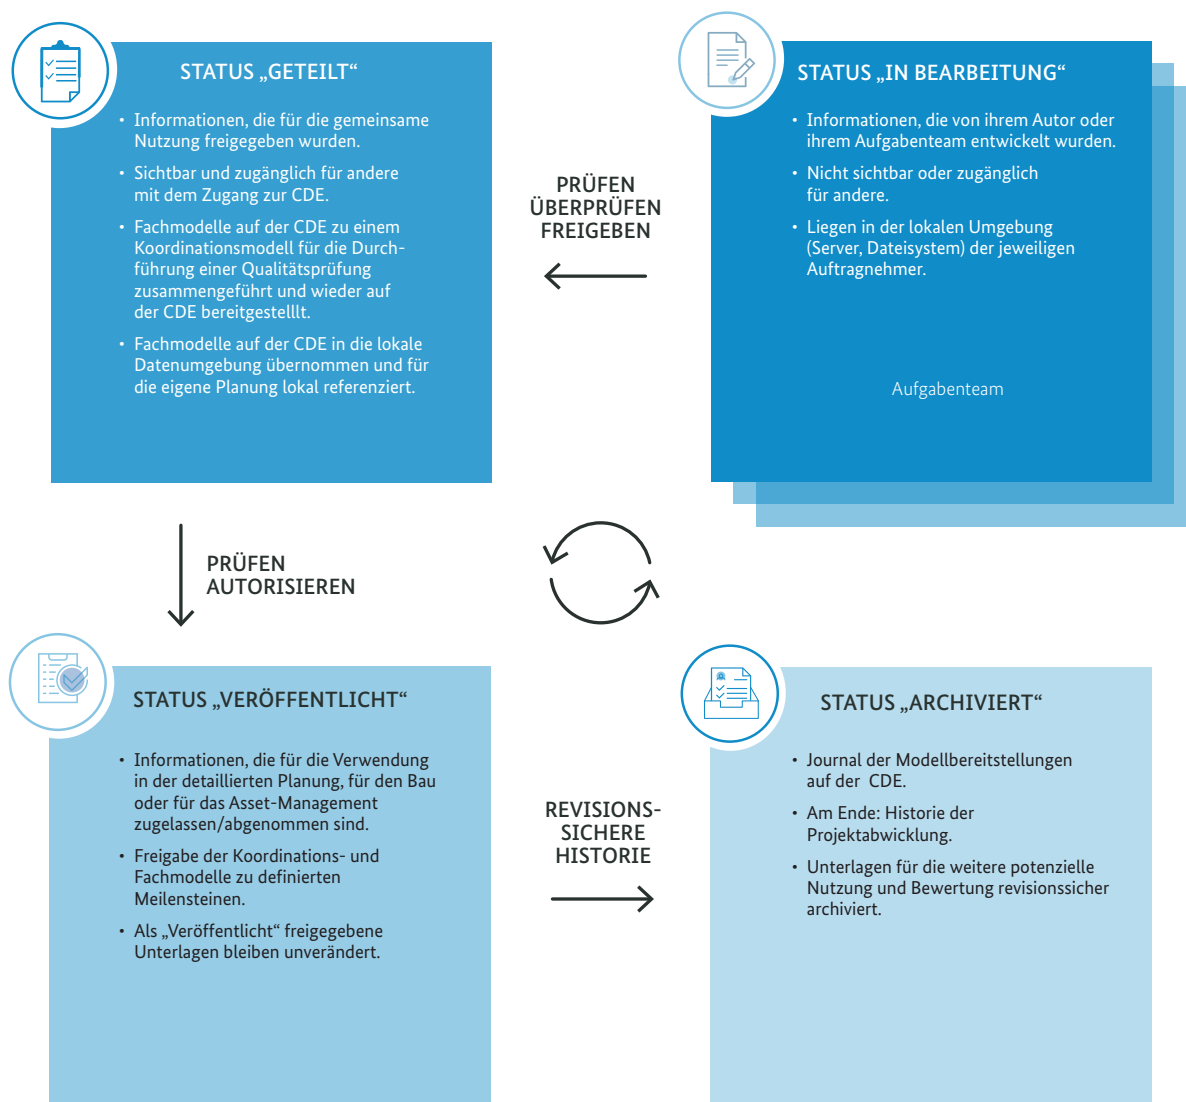 STATUS „GETEILT“
• Informationen, die für die gemeinsame
Nutzung freigegeben wurden.
• Sichtbar und zugänglich für andere
mit dem Zugang zur CDE.
• Fachmodelle auf der CDE zu einem
Koordinationsmodell für die Durch-
führung einer Qualitätsprüfung
zusammengeführt und wieder auf
der CDE bereitgestelllt.
• Fachmodelle auf der CDE in die lokale
Datenumgebung übernommen und für
die eigene Planung lokal referenziert.
PRÜFEN
ÜBERPRÜFEN
FREIGEBEN
STATUS „IN BEARBEITUNG“
• Informationen, die von ihrem Autor oder
ihrem Aufgabenteam entwickelt wurden.
• Nicht sichtbar oder zugänglich
für andere.
• Liegen in der lokalen Umgebung
(Server, Dateisystem) der jeweiligen
Auftragnehmer.
Aufgabenteam
PRÜFEN
AUTORISIEREN
STATUS „VERÖFFENTLICHT“
• Informationen, die für die Verwendung
in der detaillierten Planung, für den Bau
oder für das Asset-Management
zugelassen/abgenommen sind.
• Freigabe der Koordinations- und
Fachmodelle zu definierten
Meilensteinen.
• Als „Veröffentlicht“ freigegebene
Unterlagen bleiben unverändert.
REVISIONS-
SICHERE
HISTORIE
STATUS „ARCHIVIERT“
• Journal der Modellbereitstellungen
auf der CDE.
• Am Ende: Historie der
Projektabwicklung.
• Unterlagen für die weitere potenzielle
Nutzung und Bewertung revisionssicher
archiviert.